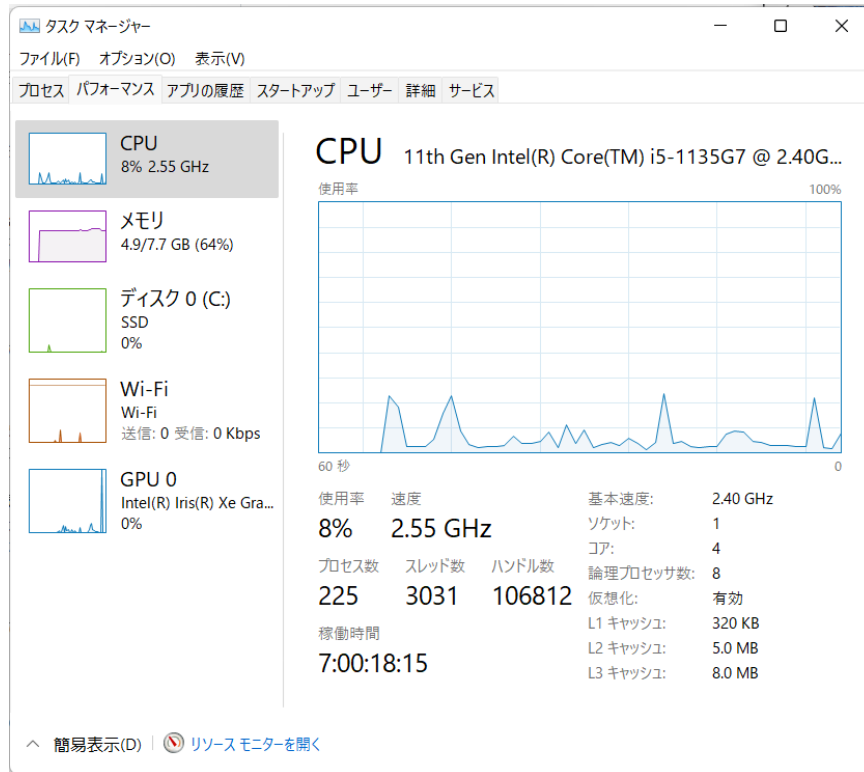 タスク マネージャー
ファイル(F) オプション(O) 表示(V)
プロセス パフォーマンス アプリの履歴 スタートアップ ユーザー 詳細 サービス
CPU
8% 2.55 GHz
メモリ
4.9/7.7 GB (64%)
ディスク 0 (C:)
SSD
0%
Wi-Fi
Wi-Fi
送信: 0 受信: 0 Kbps
GPU 0
Intel(R) Iris(R) Xe Gra...
0%
CPU 11th Gen Intel(R) Core(TM) i5-1135G7 @ 2.40G...
使用率 100%
60 秒 0
使用率 速度
8% 2.55 GHz
プロセス数 スレッド数 ハンドル数
225 3031 106812
稼働時間
7:00:18:15
基本速度: 2.40 GHz
ソケット: 1
コア: 4
論理プロセッサ数: 8
仮想化: 有効
L1 キャッシュ: 320 KB
L2 キャッシュ: 5.0 MB
L3 キャッシュ: 8.0 MB
簡易表示(D) リソース モニターを開く